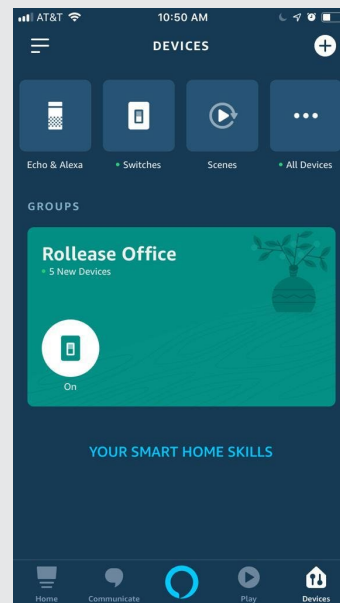 AT&T 10:50 AM
DEVICES
Echo & Alexa Switches Scenes All Devices
GROUPS
Rollease Office
5 New Devices
On
YOUR SMART HOME SKILLS
Home Communicate Play Devices